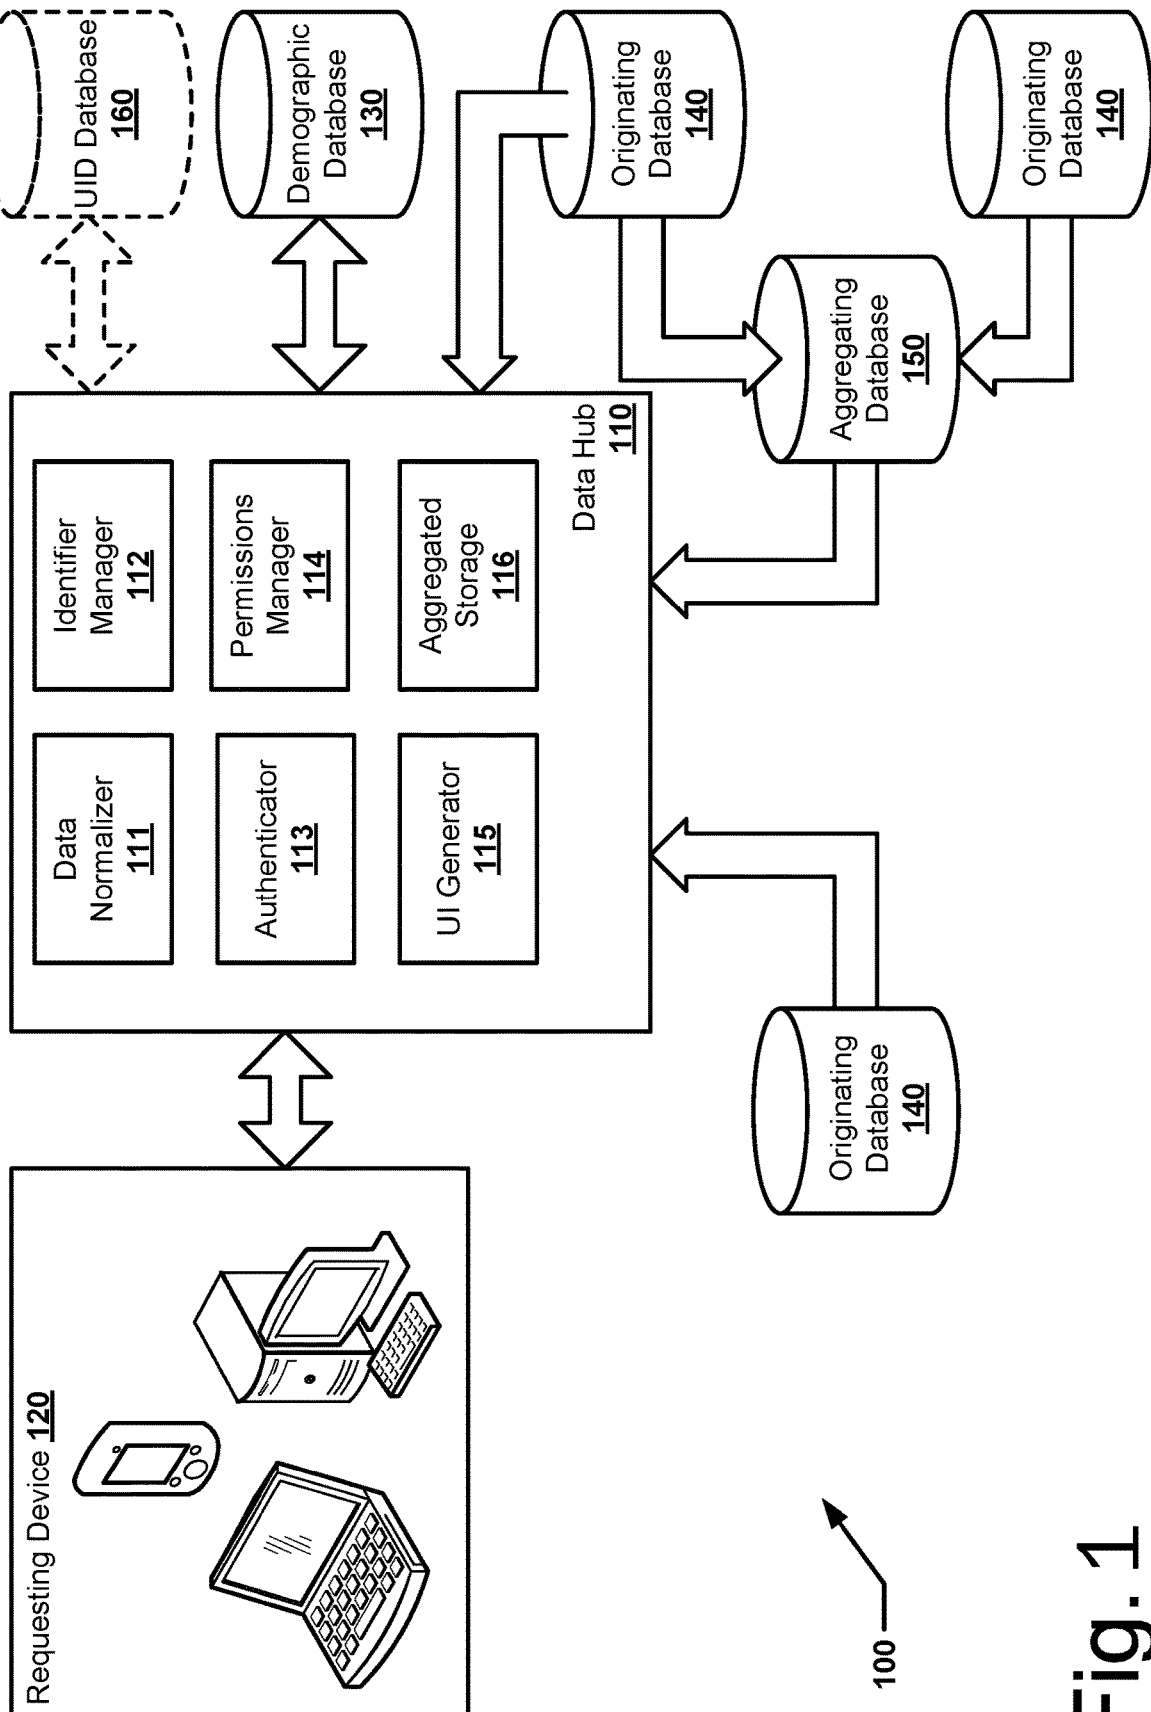 Requesting Device 120
Data
Normalizer
111
Identifier
Manager
112
Authenticator
113
Permissions
Manager
114
UI Generator
115
Aggregated
Storage
116
Data Hub
110
UID Database
160
Demographic
Database
130
Originating
Database
140
Aggregating
Database
150
Originating
Database
140
Originating
Database
140
100
Fig. 1